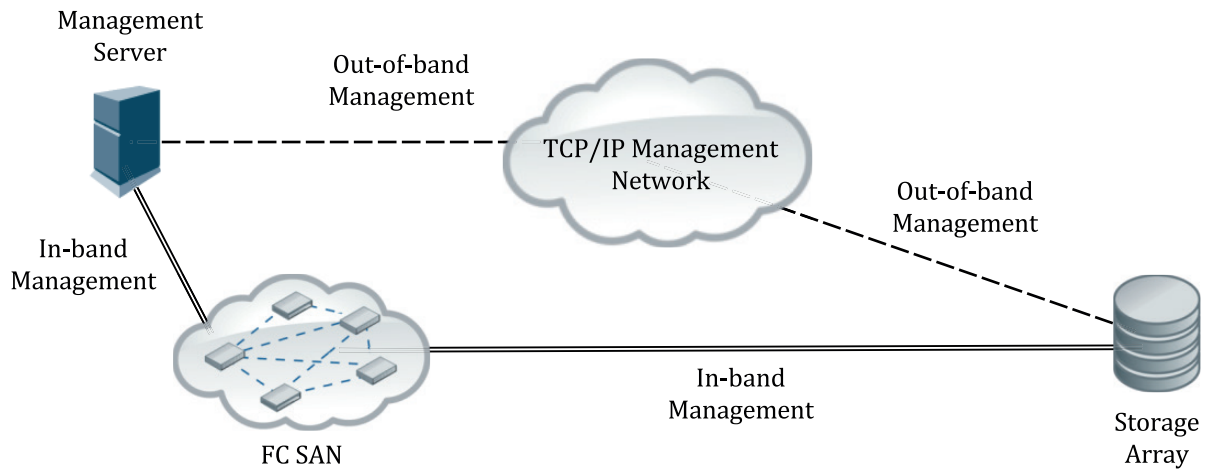 Management
Server
Out-of-band
Management
TCP/IP Management
Network
Out-of-band
Management
In-band
Management
In-band
Management
FC SAN
Storage
Array